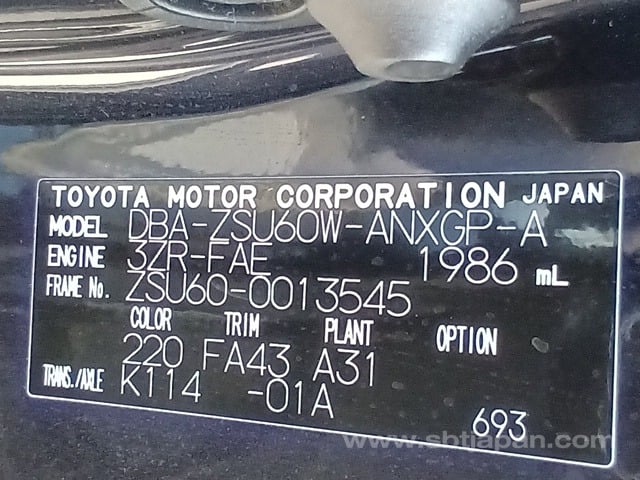 TOYOTA MOTOR CORPORATION JAPAN
MODEL DBA-ZSU60W-ANXGP-A
ENGINE 3ZR-FAE 1986 mL
FRAME No. ZSU60-0013545
COLOR TRIM PLANT OPTION
220 FA43 A31
TRANS./AXLE K114 -01A
693
www.sbtjapan.com